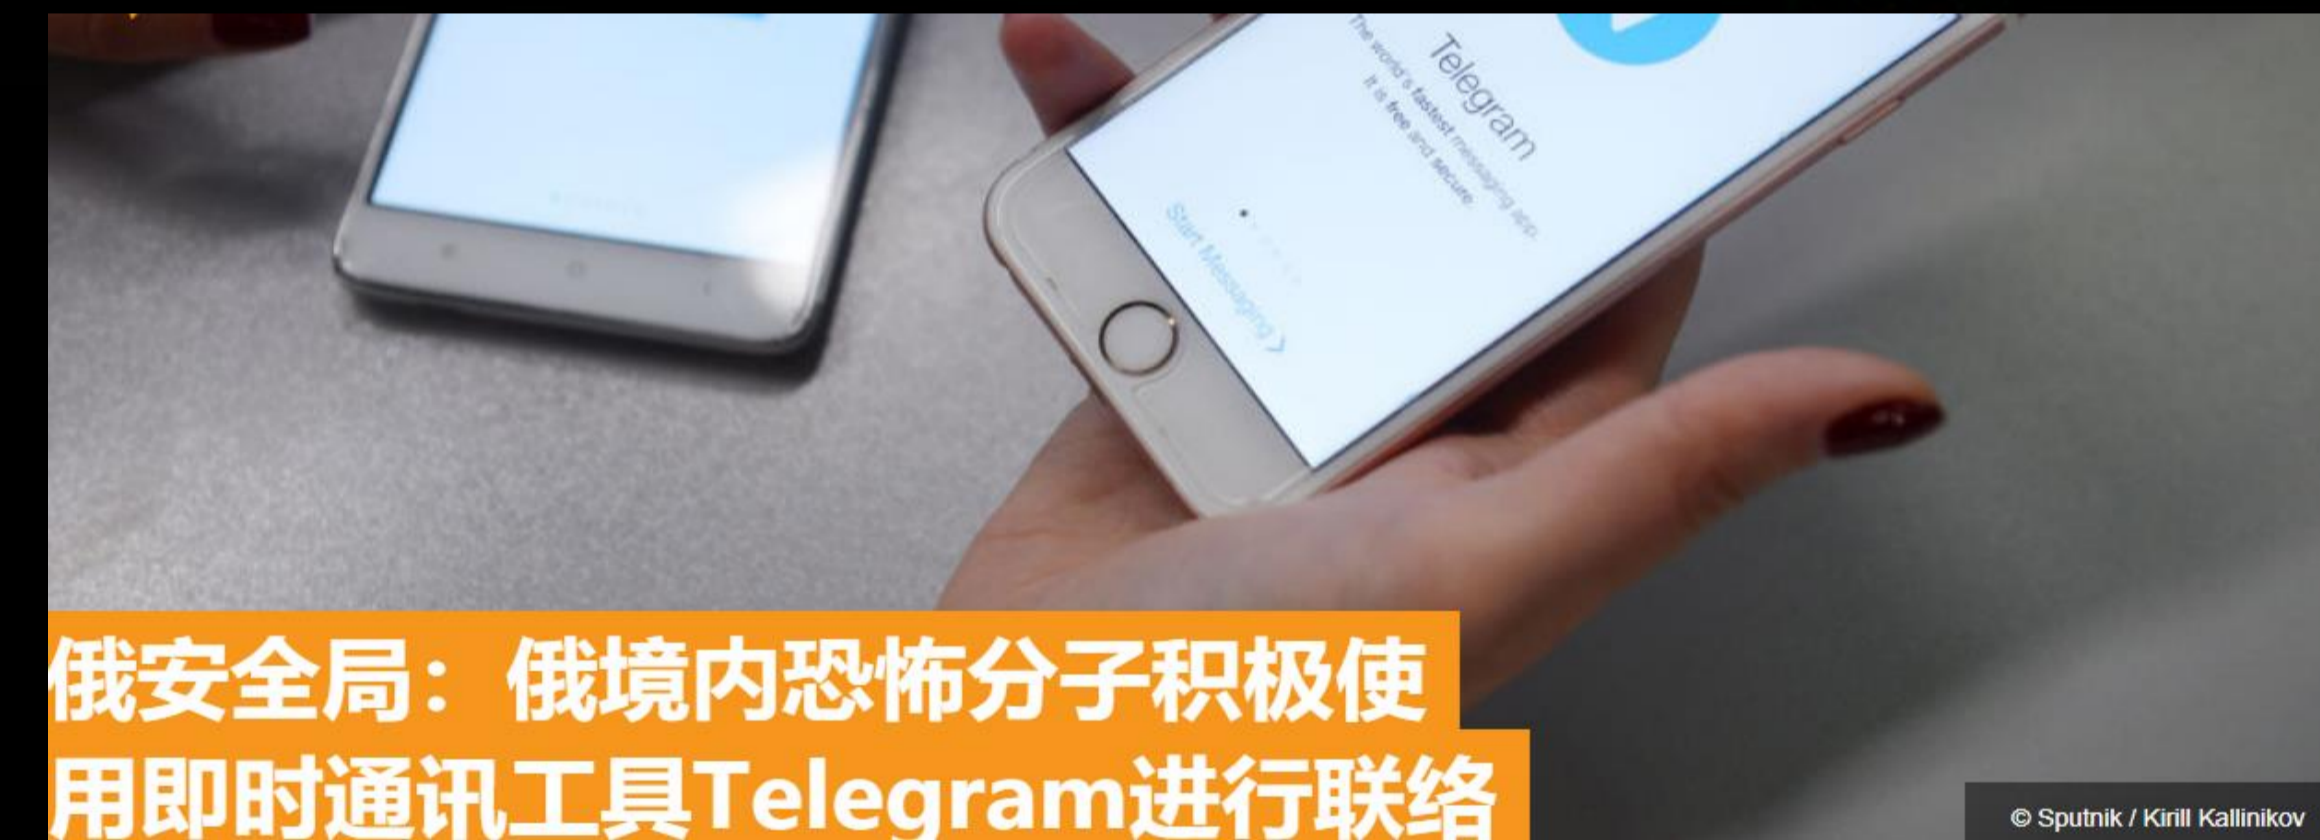 Telegram
The world's fastest messaging app.
It is free and secure.
Start Messaging >
俄安全局：俄境内恐怖分子积极使
用即时通讯工具Telegram进行联络
© Sputnik / Kirill Kallinikov